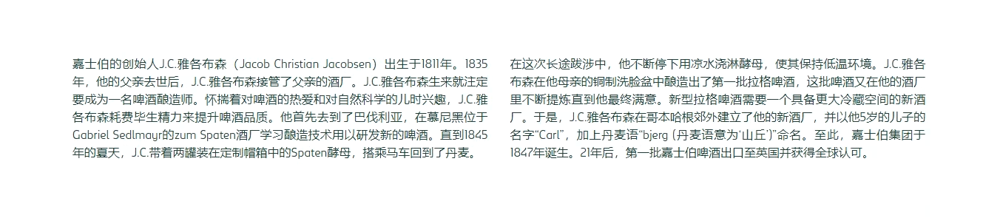 嘉士伯的创始人J.C.雅各布森（Jacob Christian Jacobsen）出生于1811年。1835
年，他的父亲去世后，J.C.雅各布森接管了父亲的酒厂。J.C.雅各布森生来就注定
要成为一名啤酒酿造师。怀揣着对啤酒的热爱和对自然科学的儿时兴趣，J.C.雅
各布森耗费毕生精力来提升啤酒品质。他首先去到了巴伐利亚，在慕尼黑位于
Gabriel Sedlmayr的zum Spaten酒厂学习酿造技术用以研发新的啤酒。直到1845
年的夏天，J.C.带着两罐装在定制帽箱中的Spaten酵母，搭乘马车回到了丹麦。
在这次长途跋涉中，他不断停下用凉水浇淋酵母，使其保持低温环境。J.C.雅各
布森在他母亲的铜制洗脸盆中酿造出了第一批拉格啤酒，这批啤酒又在他的酒厂
里不断提炼直到他最终满意。新型拉格啤酒需要一个具备更大冷藏空间的新酒
厂。于是，J.C.雅各布森在哥本哈根郊外建立了他的新酒厂，并以他5岁的儿子的
名字“Carl”，加上丹麦语“bjerg (丹麦语意为‘山丘’)”命名。至此，嘉士伯集团于
1847年诞生。21年后，第一批嘉士伯啤酒出口至英国并获得全球认可。